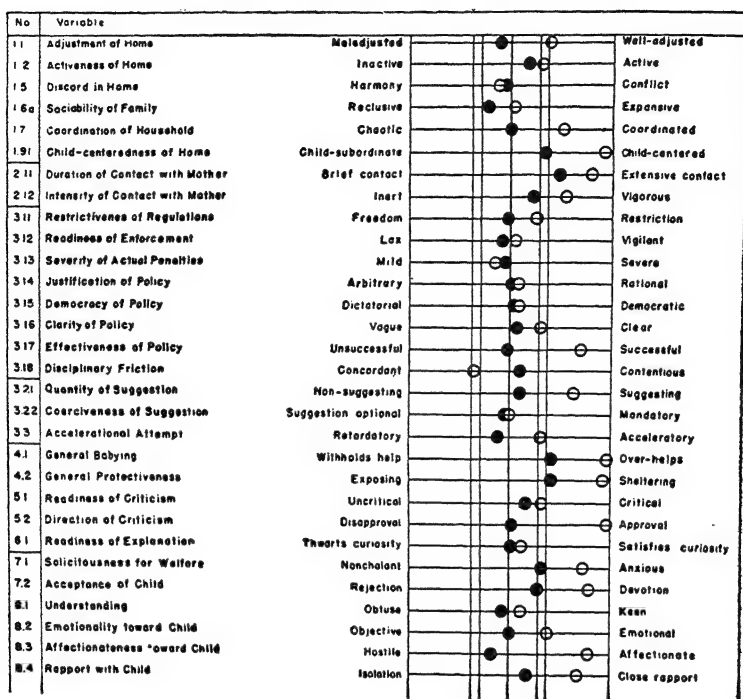 No Variable
1.1 Adjustment of Home Maladjusted Well-adjusted
1.2 Activeness of Home Inactive Active
1.5 Discord in Home Harmony Conflict
1.6a Sociability of Family Reclusive Expansive
1.7 Coordination of Household Chaotic Coordinated
1.91 Child-centeredness of Home Child-subordinate Child-centered
2.11 Duration of Contact with Mother Brief contact Extensive contact
2.12 Intensity of Contact with Mother Inert Vigorous
3.11 Restrictivenes of Regulations Freedom Restriction
3.12 Readiness of Enforcement Lax Vigilant
3.13 Severity of Actual Penalties Mild Severe
3.14 Justification of Policy Arbitrary Rational
3.15 Democracy of Policy Dictatorial Democratic
3.16 Clarity of Policy Vague Clear
3.17 Effectiveness of Policy Unsuccessful Successful
3.18 Disciplinary Friction Concordant Contentious
3.21 Quantity of Suggestion Non-suggesting Suggesting
3.22 Coerciveness of Suggestion Suggestion optional Mandatory
3.3 Accelerational Attempt Retardatory Acceleratory
4.1 General Babying Withholds help Over-helps
4.2 General Protectiveness Exposing Sheltering
5.1 Readiness of Criticism Uncritical Critical
5.2 Direction of Criticism Disapproval Approval
6.1 Readiness of Explanation Thwarts curiosity Satisfies curiosity
7.1 Solicitousness for Welfare Nonchalant Anxious
7.2 Acceptance of Child Rejection Devotion
8.1 Understanding Obtuse Keen
8.2 Emotionality toward Child Objective Emotional
8.3 Affectionateness toward Child Hostile Affectionate
8.4 Rapport with Child Isolation Close rapport